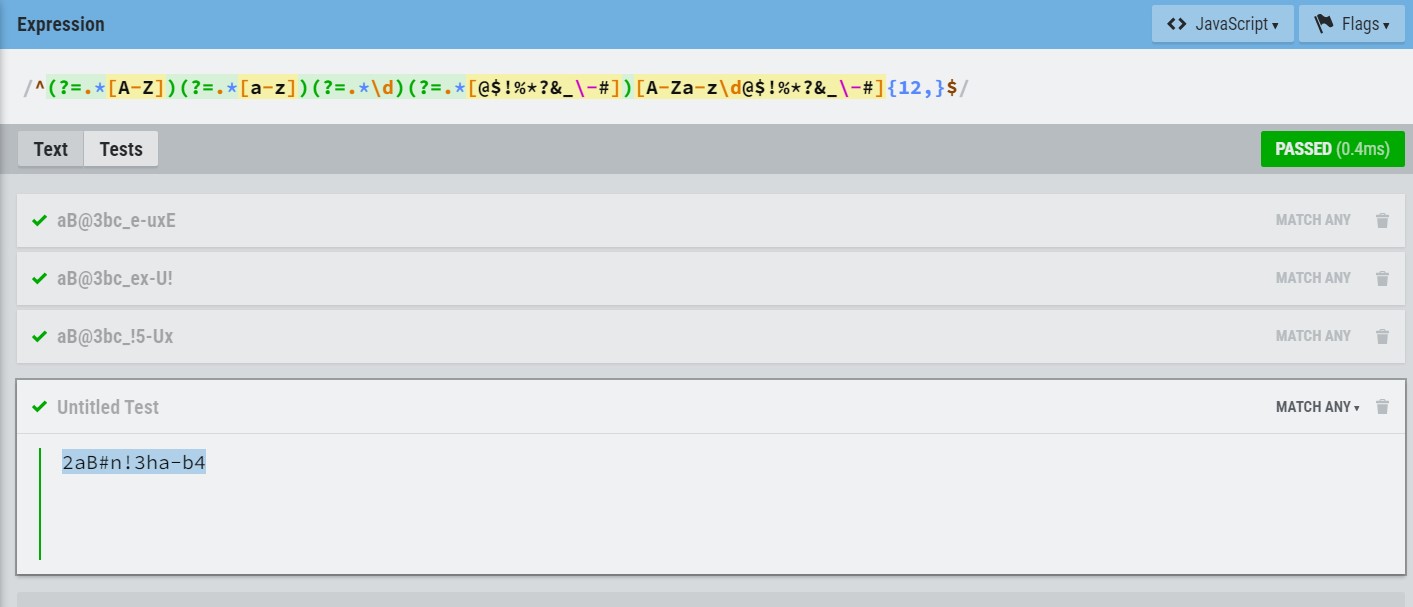 Expression
<> JavaScript ▾
Flags ▾
/^(?=.*[A-Z])(?=.*[a-z])(?=.*\d)(?=.*[@$!%*?&_\-#])[A-Za-z\d@$!%*?&_\-#]{12,}$/
Text
Tests
PASSED (0.4ms)
aB@3bc_e-uxE
MATCH ANY
aB@3bc_ex-U!
MATCH ANY
aB@3bc_!5-Ux
MATCH ANY
Untitled Test
MATCH ANY ▾
2aB#n!3ha-b4